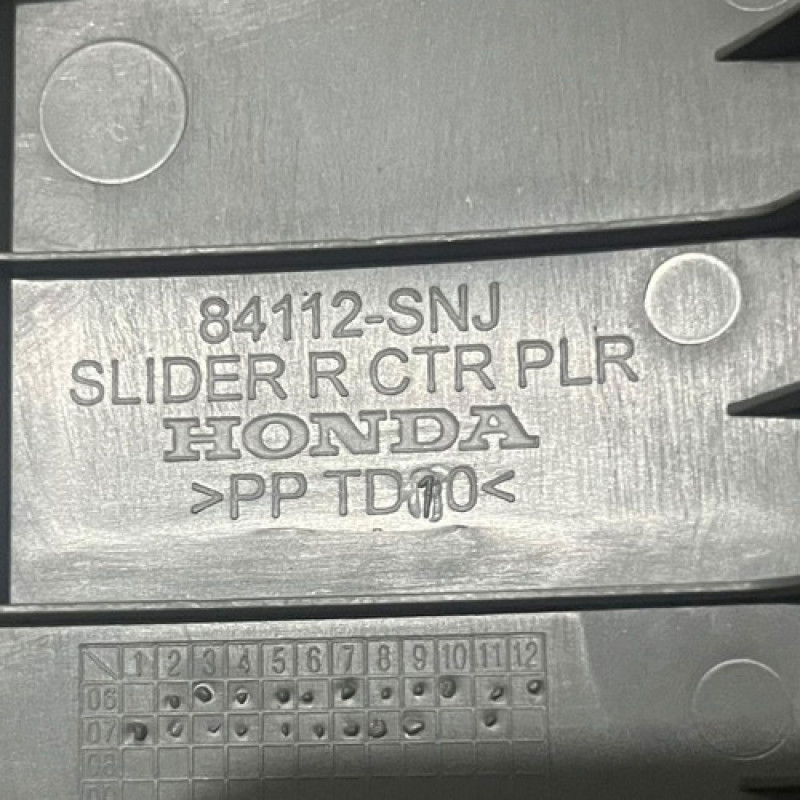 84112-SNJ
SLIDER R CTR PLR
HONDA
>PP TD10<
1 2 3 4 5 6 7 8 9 10 11 12
06
07
08